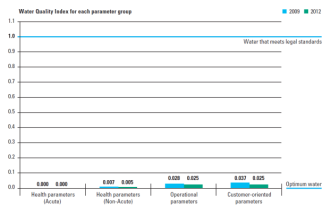 Water Quality Index for each parameter group
2009 2012
1.1
1.0
Water that meets legal standards
0.9
0.8
0.7
0.6
0.5
0.4
0.3
0.2
0.1
0.0
0.000 0.000
0.007 0.005
0.028 0.025
0.037 0.025
Optimum water
Health parameters
(Acute)
Health parameters
(Non-Acute)
Operational
parameters
Customer-oriented
parameters